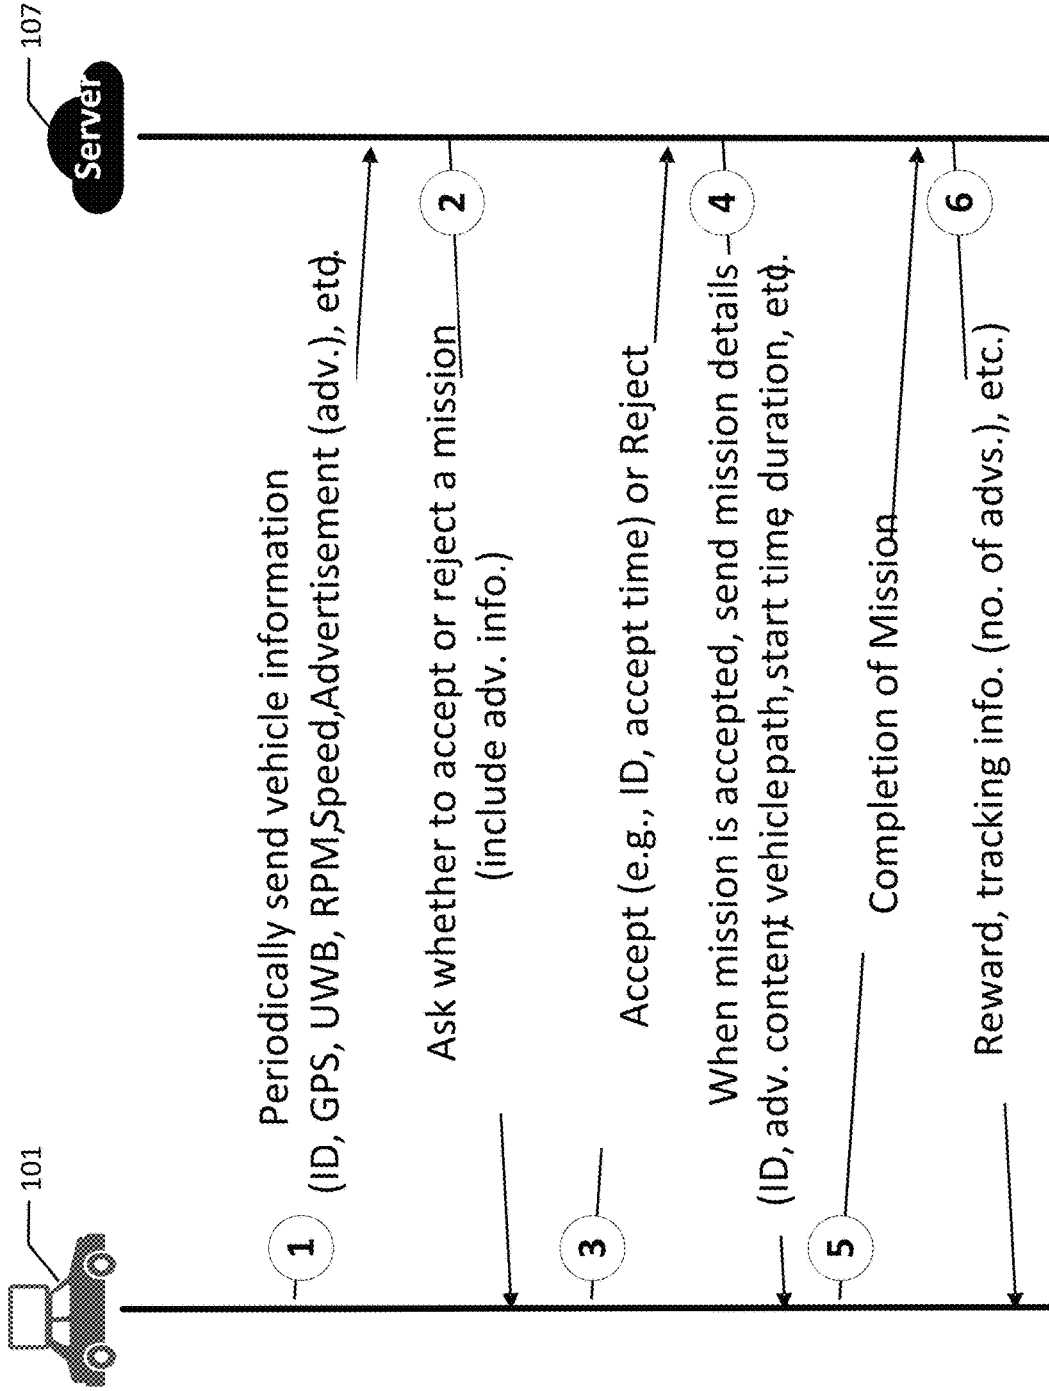 101
107
Server
1
Periodically send vehicle information
(ID, GPS, UWB, RPM,Speed,Advertisement (adv.), etc).
2
Ask whether to accept or reject a mission
(include adv. info.)
3
Accept (e.g., ID, accept time) or Reject
4
When mission is accepted, send mission details
(ID, adv. content, vehiclepath,start time, duration, etc).
5
Completion of Mission
6
Reward, tracking info. (no. of advs.), etc.)